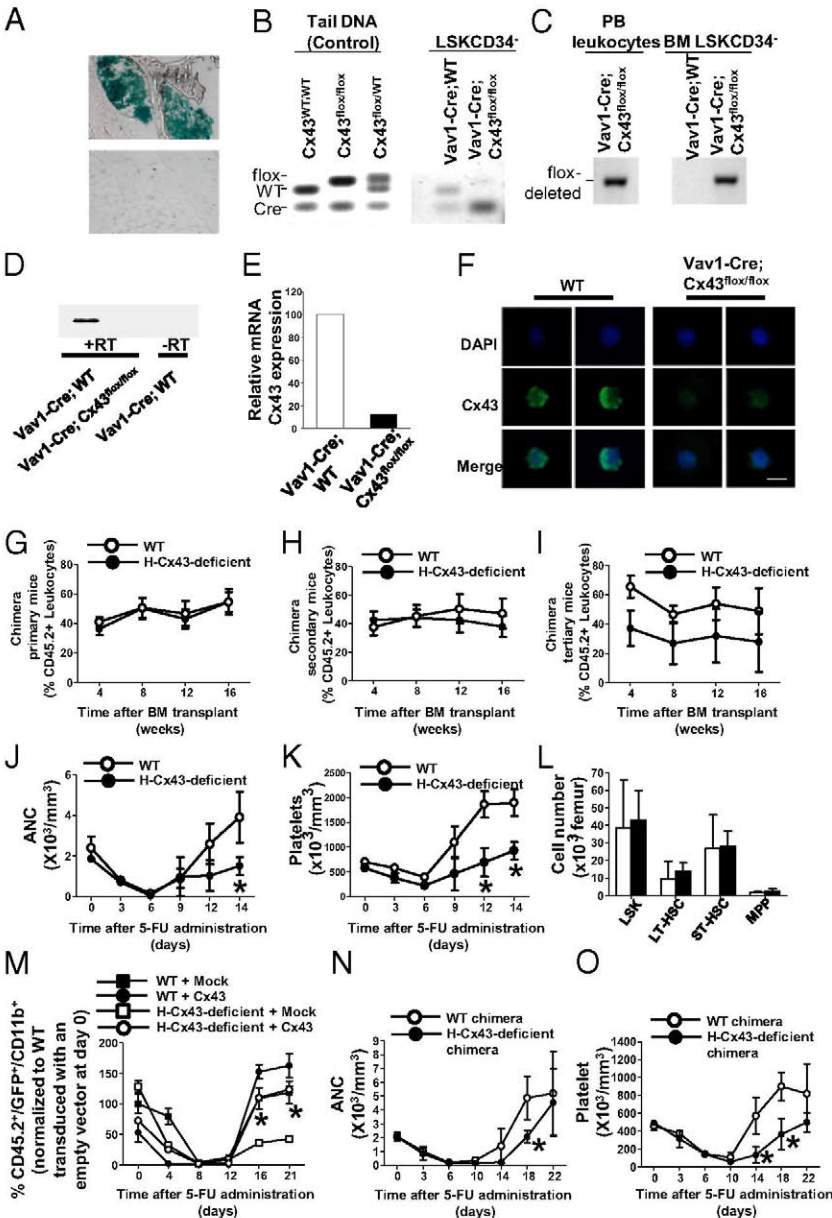 A
B
Tail DNA
(Control)
LSKCD34-
Cx43WT;WT
Cx43flox/flox
Cx43flox/WT
Vav1-Cre;WT
Vav1-Cre;
Cx43flox/flox
flox-
WT-
Cre-
C
PB
leukocytes
BM LSKCD34-
Vav1-Cre;
Cx43flox/flox
Vav1-Cre;WT
Vav1-Cre;
Cx43flox/flox
flox-
deleted
D
+RT
-RT
Vav1-Cre; WT
Vav1-Cre; Cx43flox/flox
Vav1-Cre; WT
E
Relative mRNA
Cx43 expression
120
100
80
60
40
20
0
Vav1-Cre;
WT
Vav1-Cre;
Cx43flox/flox
F
WT
Vav1-Cre;
Cx43flox/flox
DAPI
Cx43
Merge
G
WT
H-Cx43-deficient
Chimera
primary mice
(% CD45.2+ Leukocytes)
80
60
40
20
0
4 8 12 16
Time after BM transplant
(weeks)
H
WT
H-Cx43-deficient
Chimera
secondary mice
(% CD45.2+ Leukocytes)
80
60
40
20
0
4 8 12 16
Time after BM transplant
(weeks)
I
WT
H-Cx43-deficient
Chimera
tertiary mice
(% CD45.2+ Leukocytes)
80
60
40
20
0
4 8 12 16
Time after BM transplant
(weeks)
J
WT
H-Cx43-deficient
ANC
(X10³/mm³)
6
4
2
0
0 3 6 9 12 14
*
Time after 5-FU administration
(days)
K
WT
H-Cx43-deficient
Platelets
(x10³/mm³)
2500
2000
1500
1000
500
0
0 3 6 9 12 14
* *
Time after 5-FU administration
(days)
L
Cell number
(x10³/ femur)
70
60
50
40
30
20
10
0
LSK
LT-HSC
ST-HSC
MPP
M
WT + Mock
WT + Cx43
H-Cx43-deficient + Mock
H-Cx43-deficient + Cx43
% CD45.2+/GFP+/CD11b+
(normalized to WT
transduced with an
empty vector at day 0)
200
150
100
50
0
0 4 8 12 16 21
* *
Time after 5-FU administration
(days)
N
WT chimera
H-Cx43-deficient
chimera
ANC
(X10³/mm³)
9
8
6
5
4
3
2
1
0
0 3 6 10 14 18 22
*
Time after 5-FU administration
(days)
O
WT chimera
H-Cx43-deficient
chimera
Platelet
(X10³/mm³)
1400
1200
1000
800
600
400
200
0
0 3 6 10 14 18 22
* *
Time after 5-FU administration
(days)